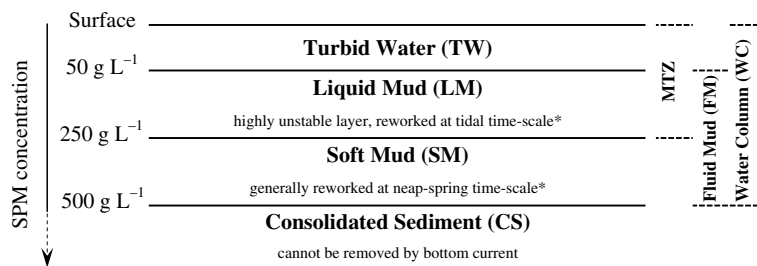 Surface
Turbid Water (TW)
50 g L−1
Liquid Mud (LM)
highly unstable layer, reworked at tidal time-scale*
250 g L−1
Soft Mud (SM)
generally reworked at neap-spring time-scale*
500 g L−1
Consolidated Sediment (CS)
cannot be removed by bottom current
SPM concentration
MTZ
Fluid Mud (FM)
Water Column (WC)